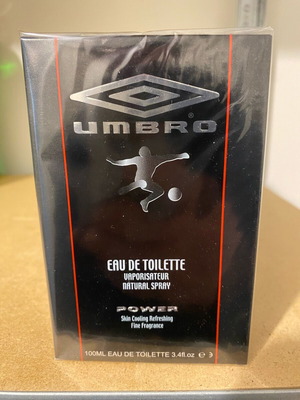 UMBRO
EAU DE TOILETTE
VAPORISATEUR
NATURAL SPRAY
POWER
Skin Cooling Refreshing
Fine Fragrance
100ML EAU DE TOILETTE 3.4fl.oz ℮